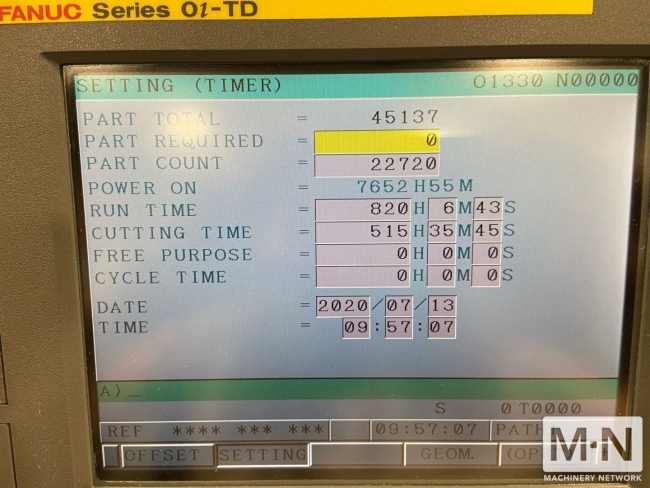 FANUC Series 0i-TD
SETTING (TIMER) O1330 N00000
PART TOTAL = 45137
PART REQUIRED = 0
PART COUNT = 22720
POWER ON = 7652H55M
RUN TIME = 820H 6M43S
CUTTING TIME = 515H35M45S
FREE PURPOSE = 0H 0M 0S
CYCLE TIME = 0H 0M 0S
DATE = 2020/07/13
TIME = 09:57:07
A)_
S 0 T0000
REF **** *** *** 09:57:07 PATH
OFFSET SETTING GEOM. (OP
M·N
MACHINERY NETWORK